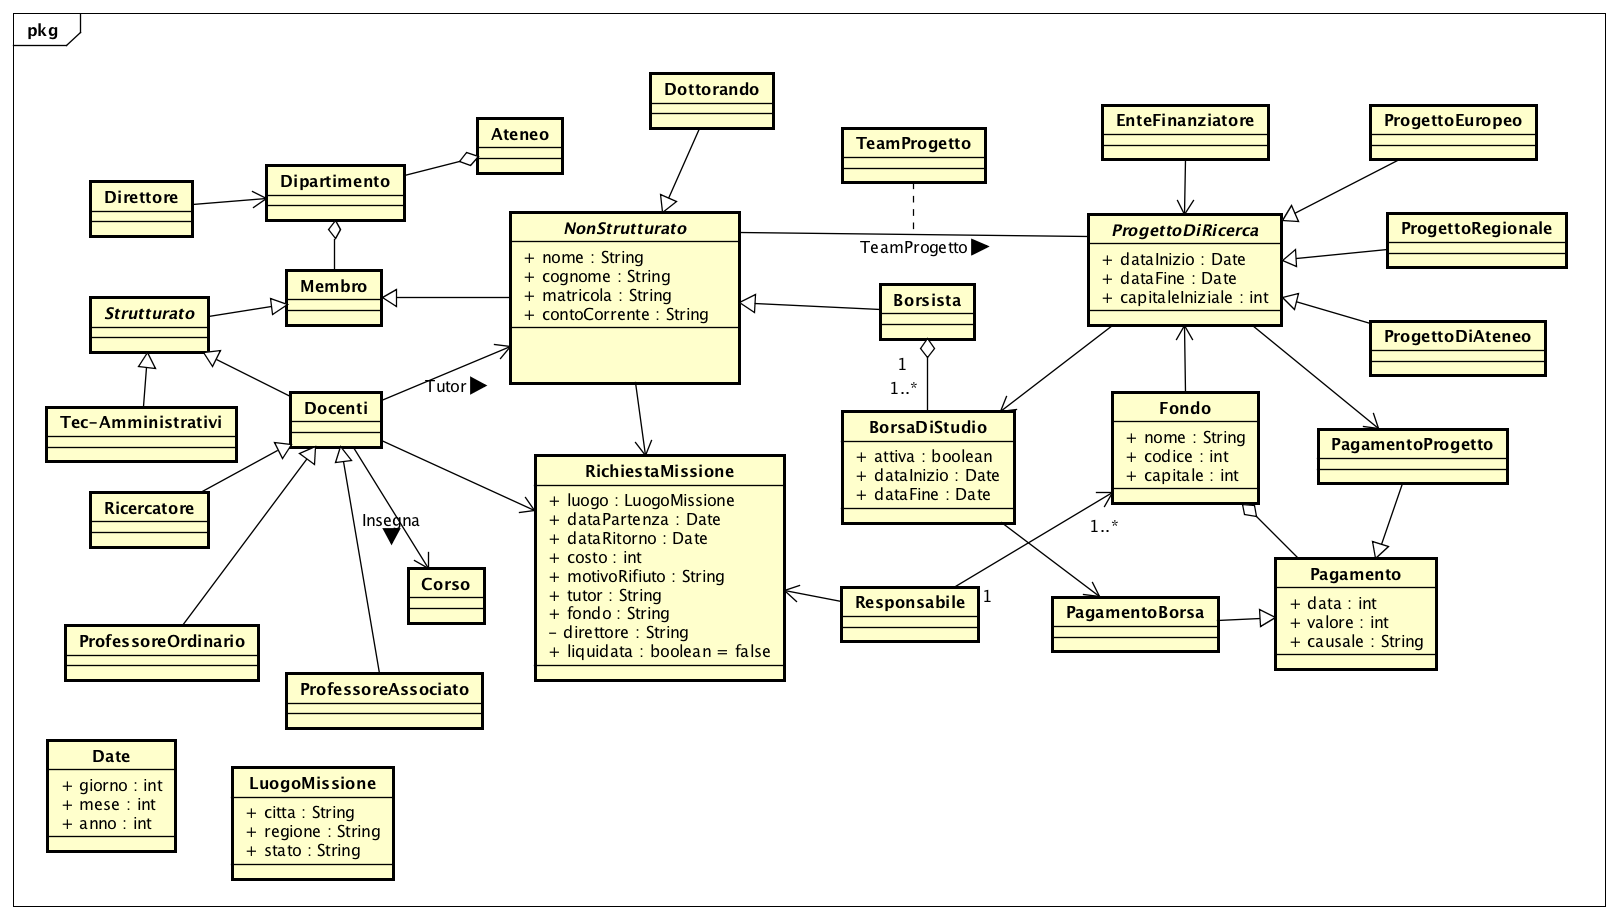 pkg
Dottorando
Ateneo
TeamProgetto
EnteFinanziatore
ProgettoEuropeo
Direttore
Dipartimento
NonStrutturato
+ nome : String
+ cognome : String
+ matricola : String
+ contoCorrente : String
TeamProgetto
ProgettoDiRicerca
+ dataInizio : Date
+ dataFine : Date
+ capitaleIniziale : int
ProgettoRegionale
Membro
Strutturato
Borsista
ProgettoDiAteneo
1
1..*
Tutor
Tec-Amministrativi
Docenti
BorsaDiStudio
+ attiva : boolean
+ dataInizio : Date
+ dataFine : Date
Fondo
+ nome : String
+ codice : int
+ capitale : int
PagamentoProgetto
RichiestaMissione
+ luogo : LuogoMissione
+ dataPartenza : Date
+ dataRitorno : Date
+ costo : int
+ motivoRifiuto : String
+ tutor : String
+ fondo : String
- direttore : String
+ liquidata : boolean = false
Ricercatore
Insegna
1..*
Corso
Responsabile
1
PagamentoBorsa
Pagamento
+ data : int
+ valore : int
+ causale : String
ProfessoreOrdinario
ProfessoreAssociato
Date
+ giorno : int
+ mese : int
+ anno : int
LuogoMissione
+ citta : String
+ regione : String
+ stato : String